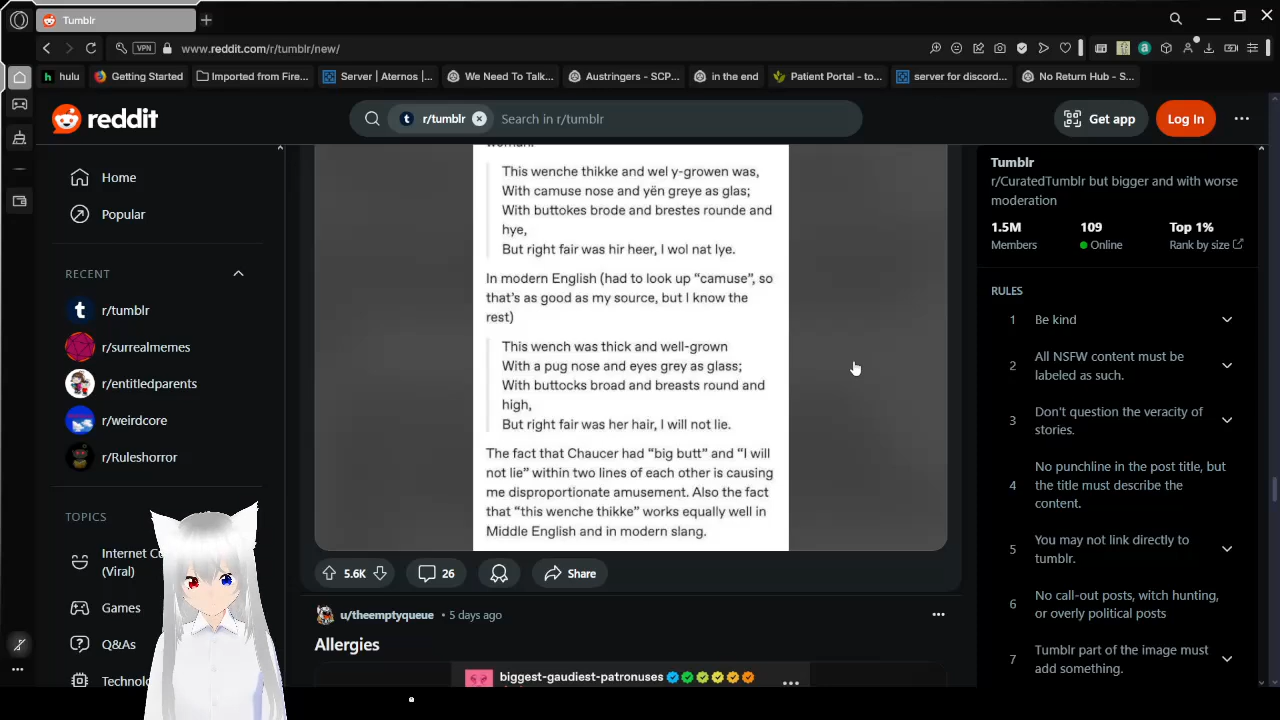 Tumblr
VPN
www.reddit.com/r/tumblr/new/
hulu
Getting Started
Imported from Fire...
Server | Aternos |...
We Need To Talk...
Austringers - SCP...
in the end
Patient Portal - to...
server for discord...
No Return Hub - S...
reddit
r/tumblr
Search in r/tumblr
Get app
Log In
Home
Popular
RECENT
r/tumblr
r/surrealmemes
r/entitledparents
r/weirdcore
r/Ruleshorror
TOPICS
Internet C
(Viral)
Games
Q&As
Technolo
woman.
This wenche thikke and wel y-growen was,
With camuse nose and yën greye as glas;
With buttokes brode and brestes rounde and
hye,
But right fair was hir heer, I wol nat lye.
In modern English (had to look up “camuse”, so
that’s as good as my source, but I know the
rest)
This wench was thick and well-grown
With a pug nose and eyes grey as glass;
With buttocks broad and breasts round and
high,
But right fair was her hair, I will not lie.
The fact that Chaucer had “big butt” and “I will
not lie” within two lines of each other is causing
me disproportionate amusement. Also the fact
that “this wenche thikke” works equally well in
Middle English and in modern slang.
5.6K
26
Share
u/theemptyqueue • 5 days ago
Allergies
biggest-gaudiest-patronuses
Tumblr
r/CuratedTumblr but bigger and with worse
moderation
1.5M
109
Top 1%
Members
Online
Rank by size
RULES
1 Be kind
2 All NSFW content must be
labeled as such.
3 Don't question the veracity of
stories.
4 No punchline in the post title, but
the title must describe the
content.
5 You may not link directly to
tumblr.
6 No call-out posts, witch hunting,
or overly political posts
7 Tumblr part of the image must
add something.